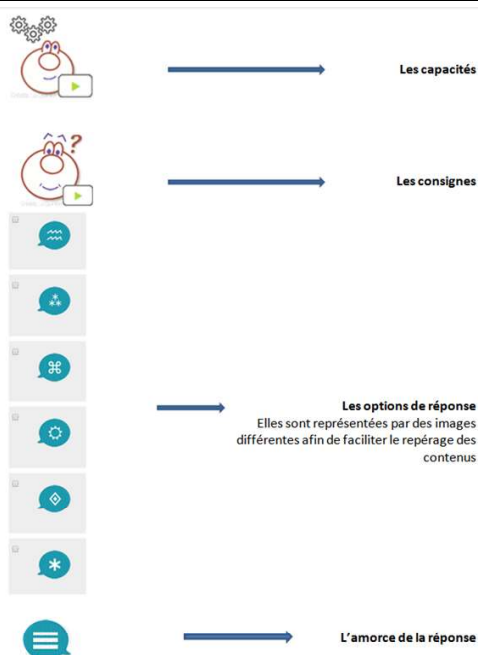 Les capacités
?
Les consignes
Les options de réponse
Elles sont représentées par des images
différentes afin de faciliter le repérage des
contenus
L'amorce de la réponse